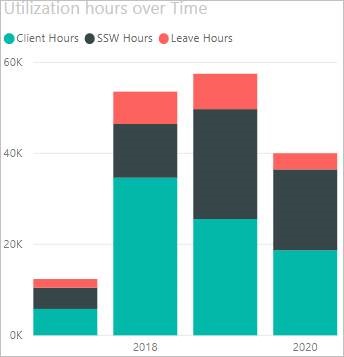 Utilization hours over Time
Client Hours SSW Hours Leave Hours
60K
40K
20K
0K
2018 2020